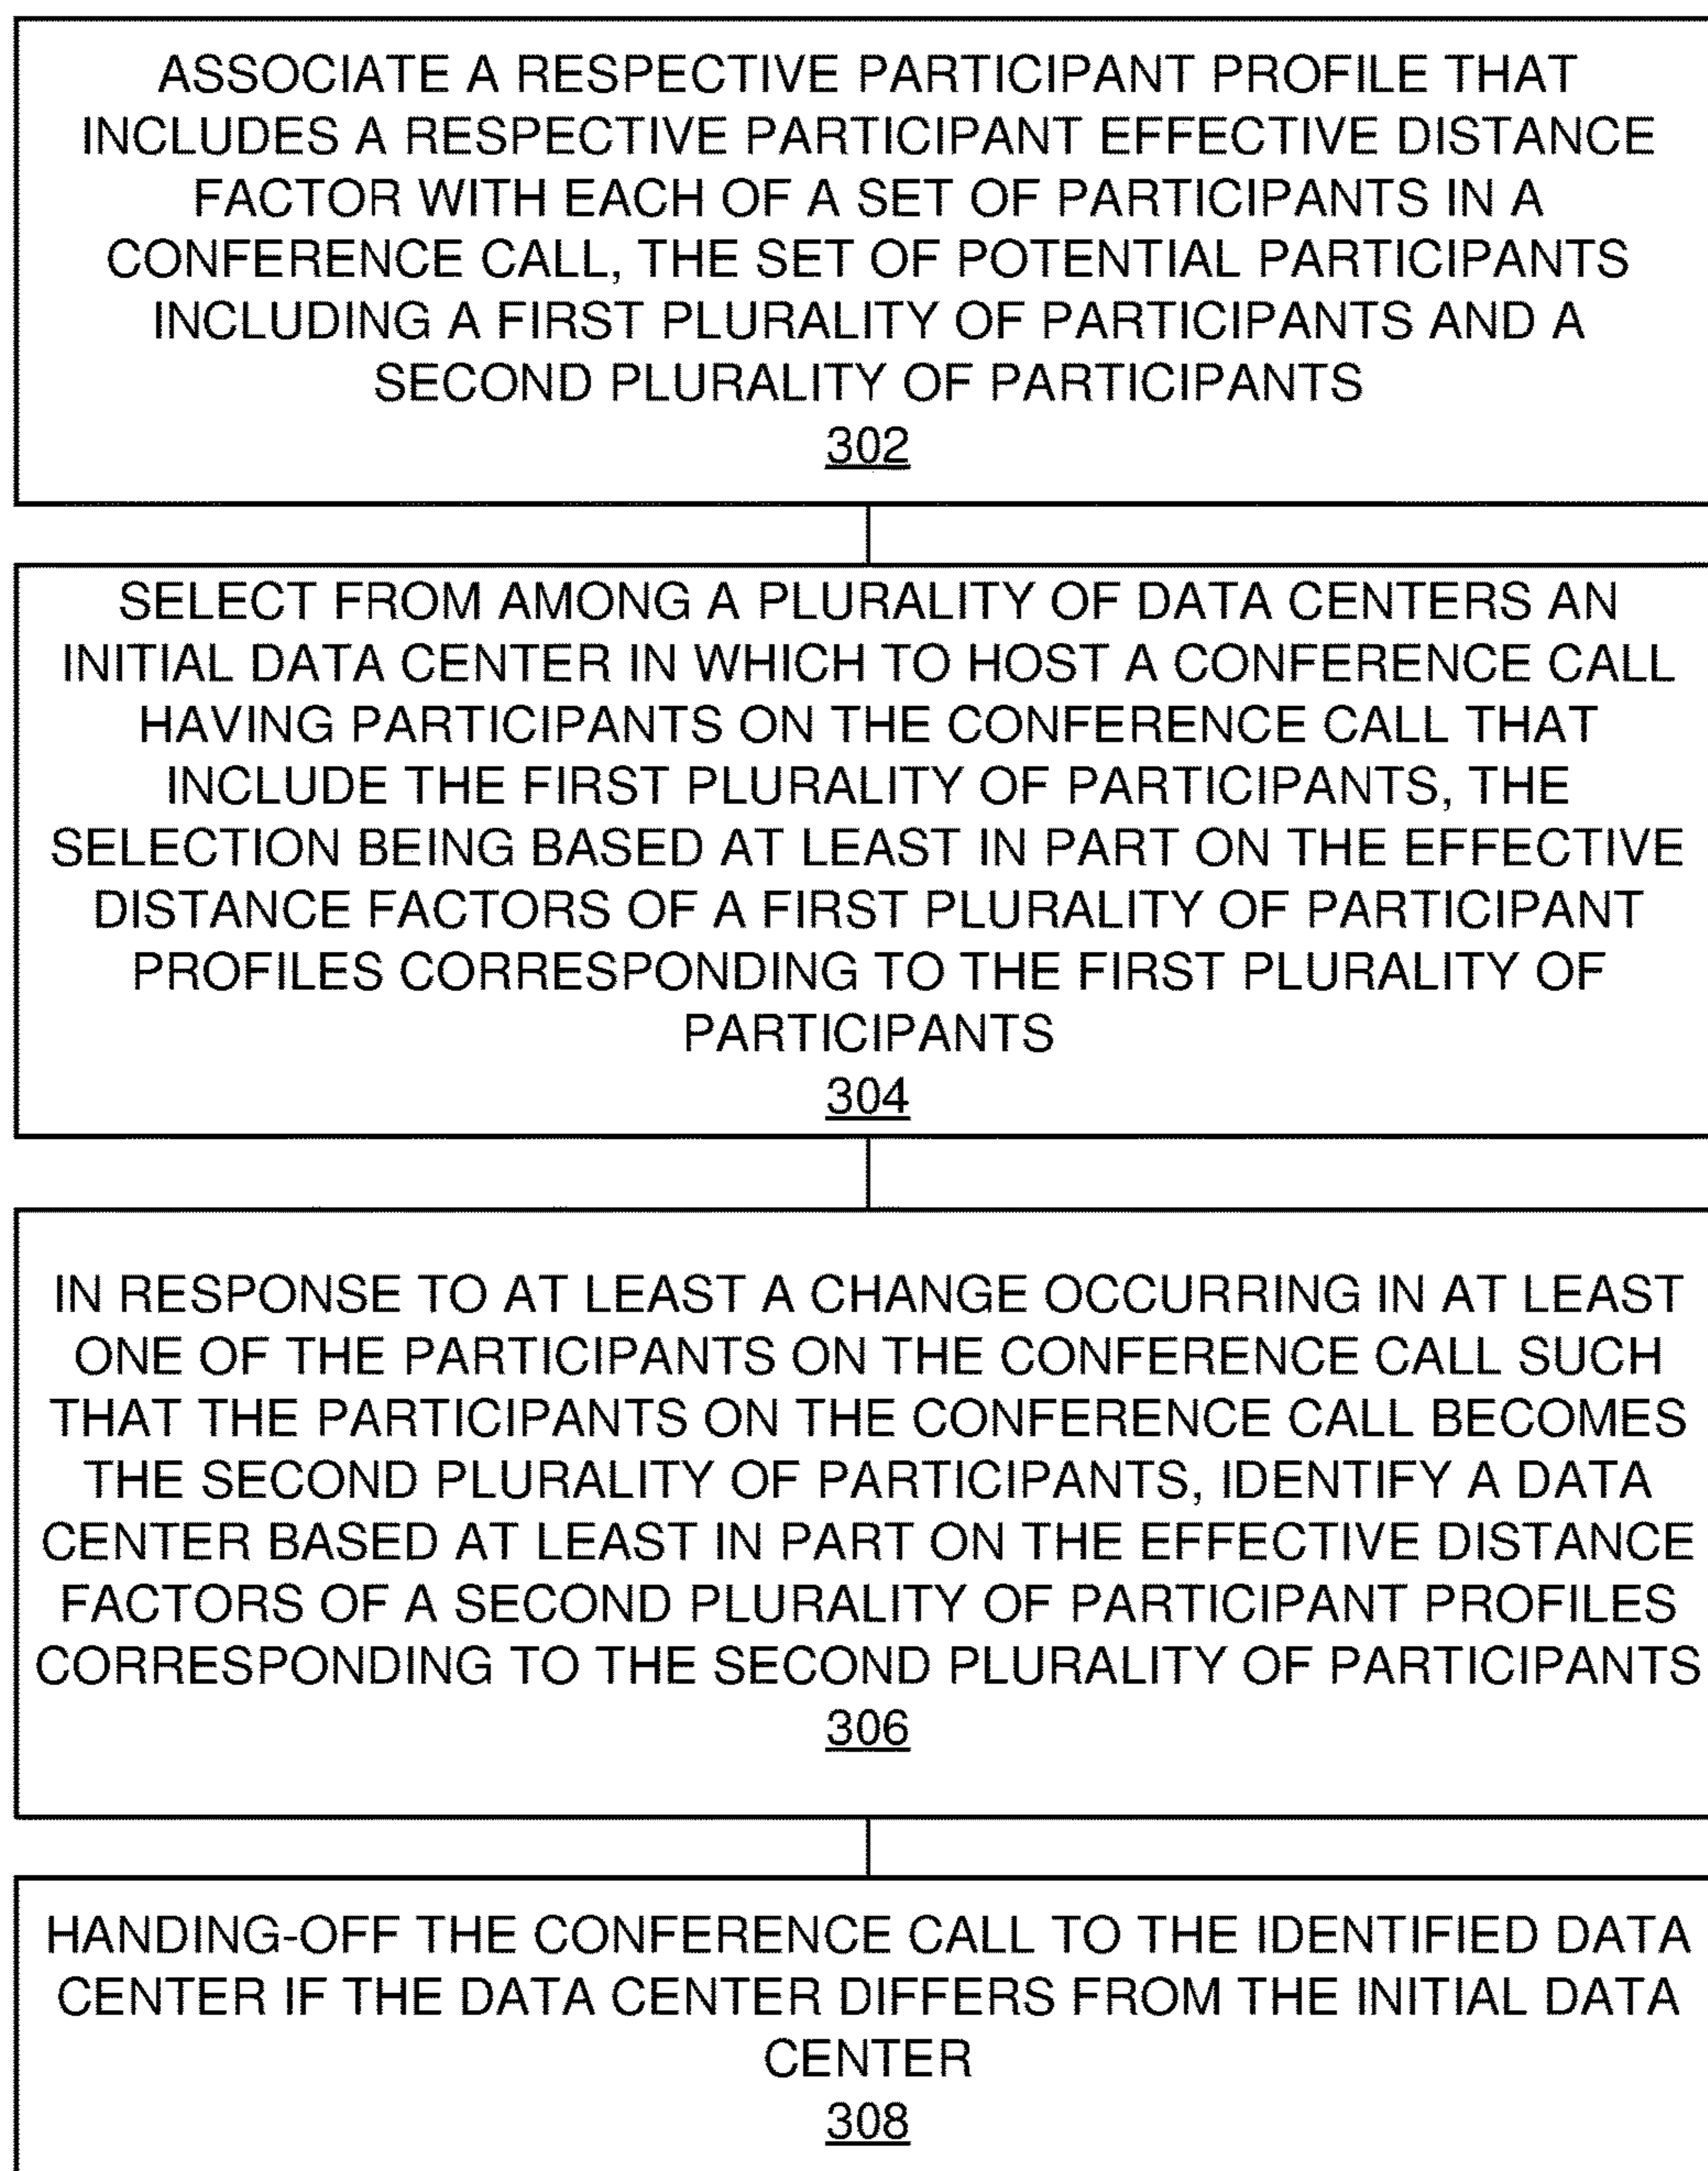 ASSOCIATE A RESPECTIVE PARTICIPANT PROFILE THAT
INCLUDES A RESPECTIVE PARTICIPANT EFFECTIVE DISTANCE
FACTOR WITH EACH OF A SET OF PARTICIPANTS IN A
CONFERENCE CALL, THE SET OF POTENTIAL PARTICIPANTS
INCLUDING A FIRST PLURALITY OF PARTICIPANTS AND A
SECOND PLURALITY OF PARTICIPANTS
302
SELECT FROM AMONG A PLURALITY OF DATA CENTERS AN
INITIAL DATA CENTER IN WHICH TO HOST A CONFERENCE CALL
HAVING PARTICIPANTS ON THE CONFERENCE CALL THAT
INCLUDE THE FIRST PLURALITY OF PARTICIPANTS, THE
SELECTION BEING BASED AT LEAST IN PART ON THE EFFECTIVE
DISTANCE FACTORS OF A FIRST PLURALITY OF PARTICIPANT
PROFILES CORRESPONDING TO THE FIRST PLURALITY OF
PARTICIPANTS
304
IN RESPONSE TO AT LEAST A CHANGE OCCURRING IN AT LEAST
ONE OF THE PARTICIPANTS ON THE CONFERENCE CALL SUCH
THAT THE PARTICIPANTS ON THE CONFERENCE CALL BECOMES
THE SECOND PLURALITY OF PARTICIPANTS, IDENTIFY A DATA
CENTER BASED AT LEAST IN PART ON THE EFFECTIVE DISTANCE
FACTORS OF A SECOND PLURALITY OF PARTICIPANT PROFILES
CORRESPONDING TO THE SECOND PLURALITY OF PARTICIPANTS
306
HANDING-OFF THE CONFERENCE CALL TO THE IDENTIFIED DATA
CENTER IF THE DATA CENTER DIFFERS FROM THE INITIAL DATA
CENTER
308